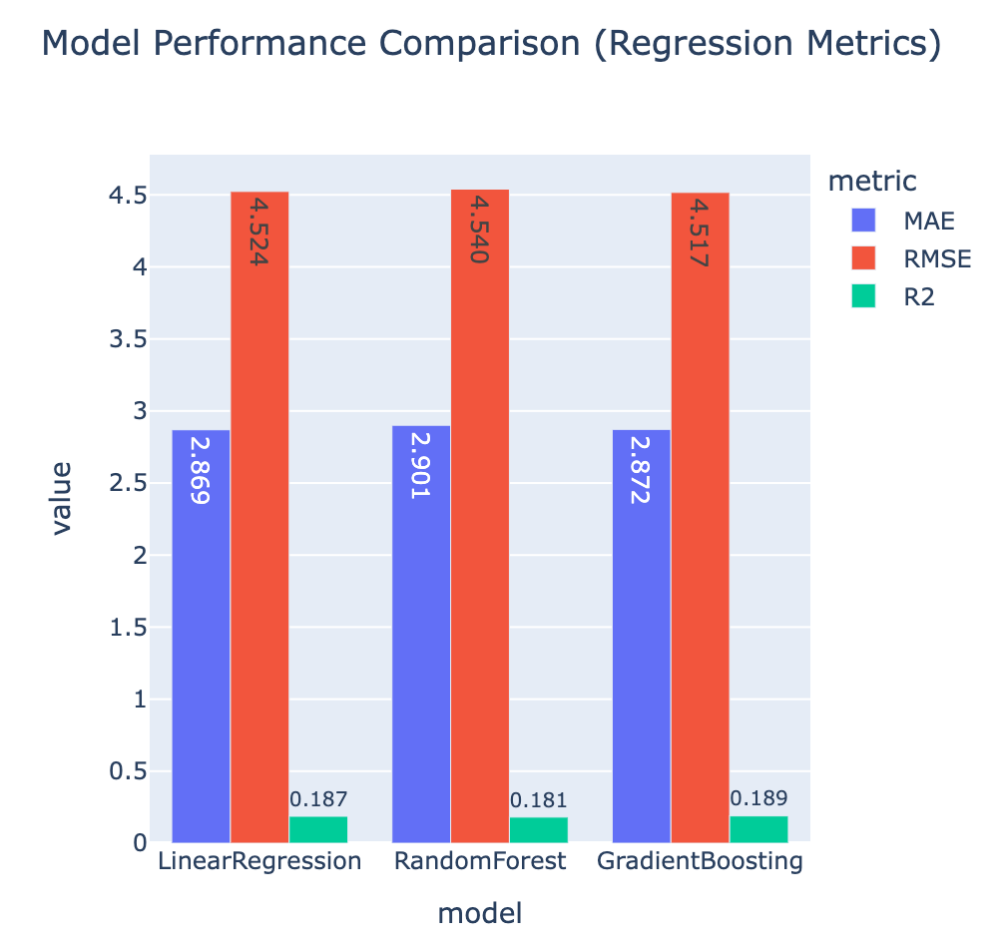 Model Performance Comparison (Regression Metrics)
metric
MAE
RMSE
R2
value
4.5
4
3.5
3
2.5
2
1.5
1
0.5
0
2.869
4.524
0.187
2.901
4.540
0.181
2.872
4.517
0.189
LinearRegression
RandomForest
GradientBoosting
model